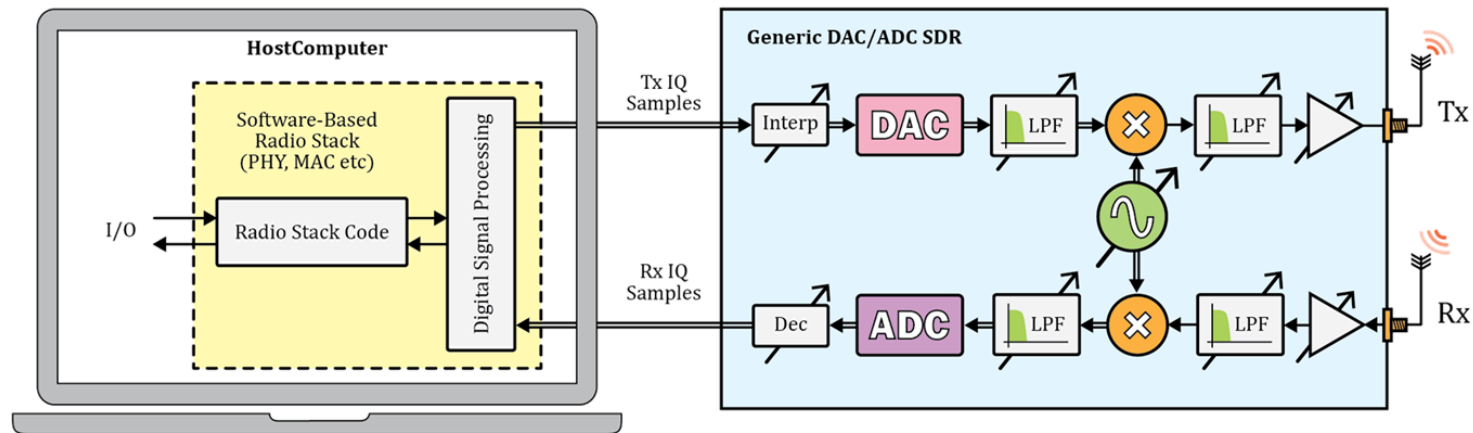 HostComputer
Software-Based
Radio Stack
(PHY, MAC etc)
I/O
Radio Stack Code
Digital Signal Processing
Tx IQ
Samples
Rx IQ
Samples
Generic DAC/ADC SDR
Interp
DAC
LPF
LPF
Tx
Dec
ADC
LPF
LPF
Rx